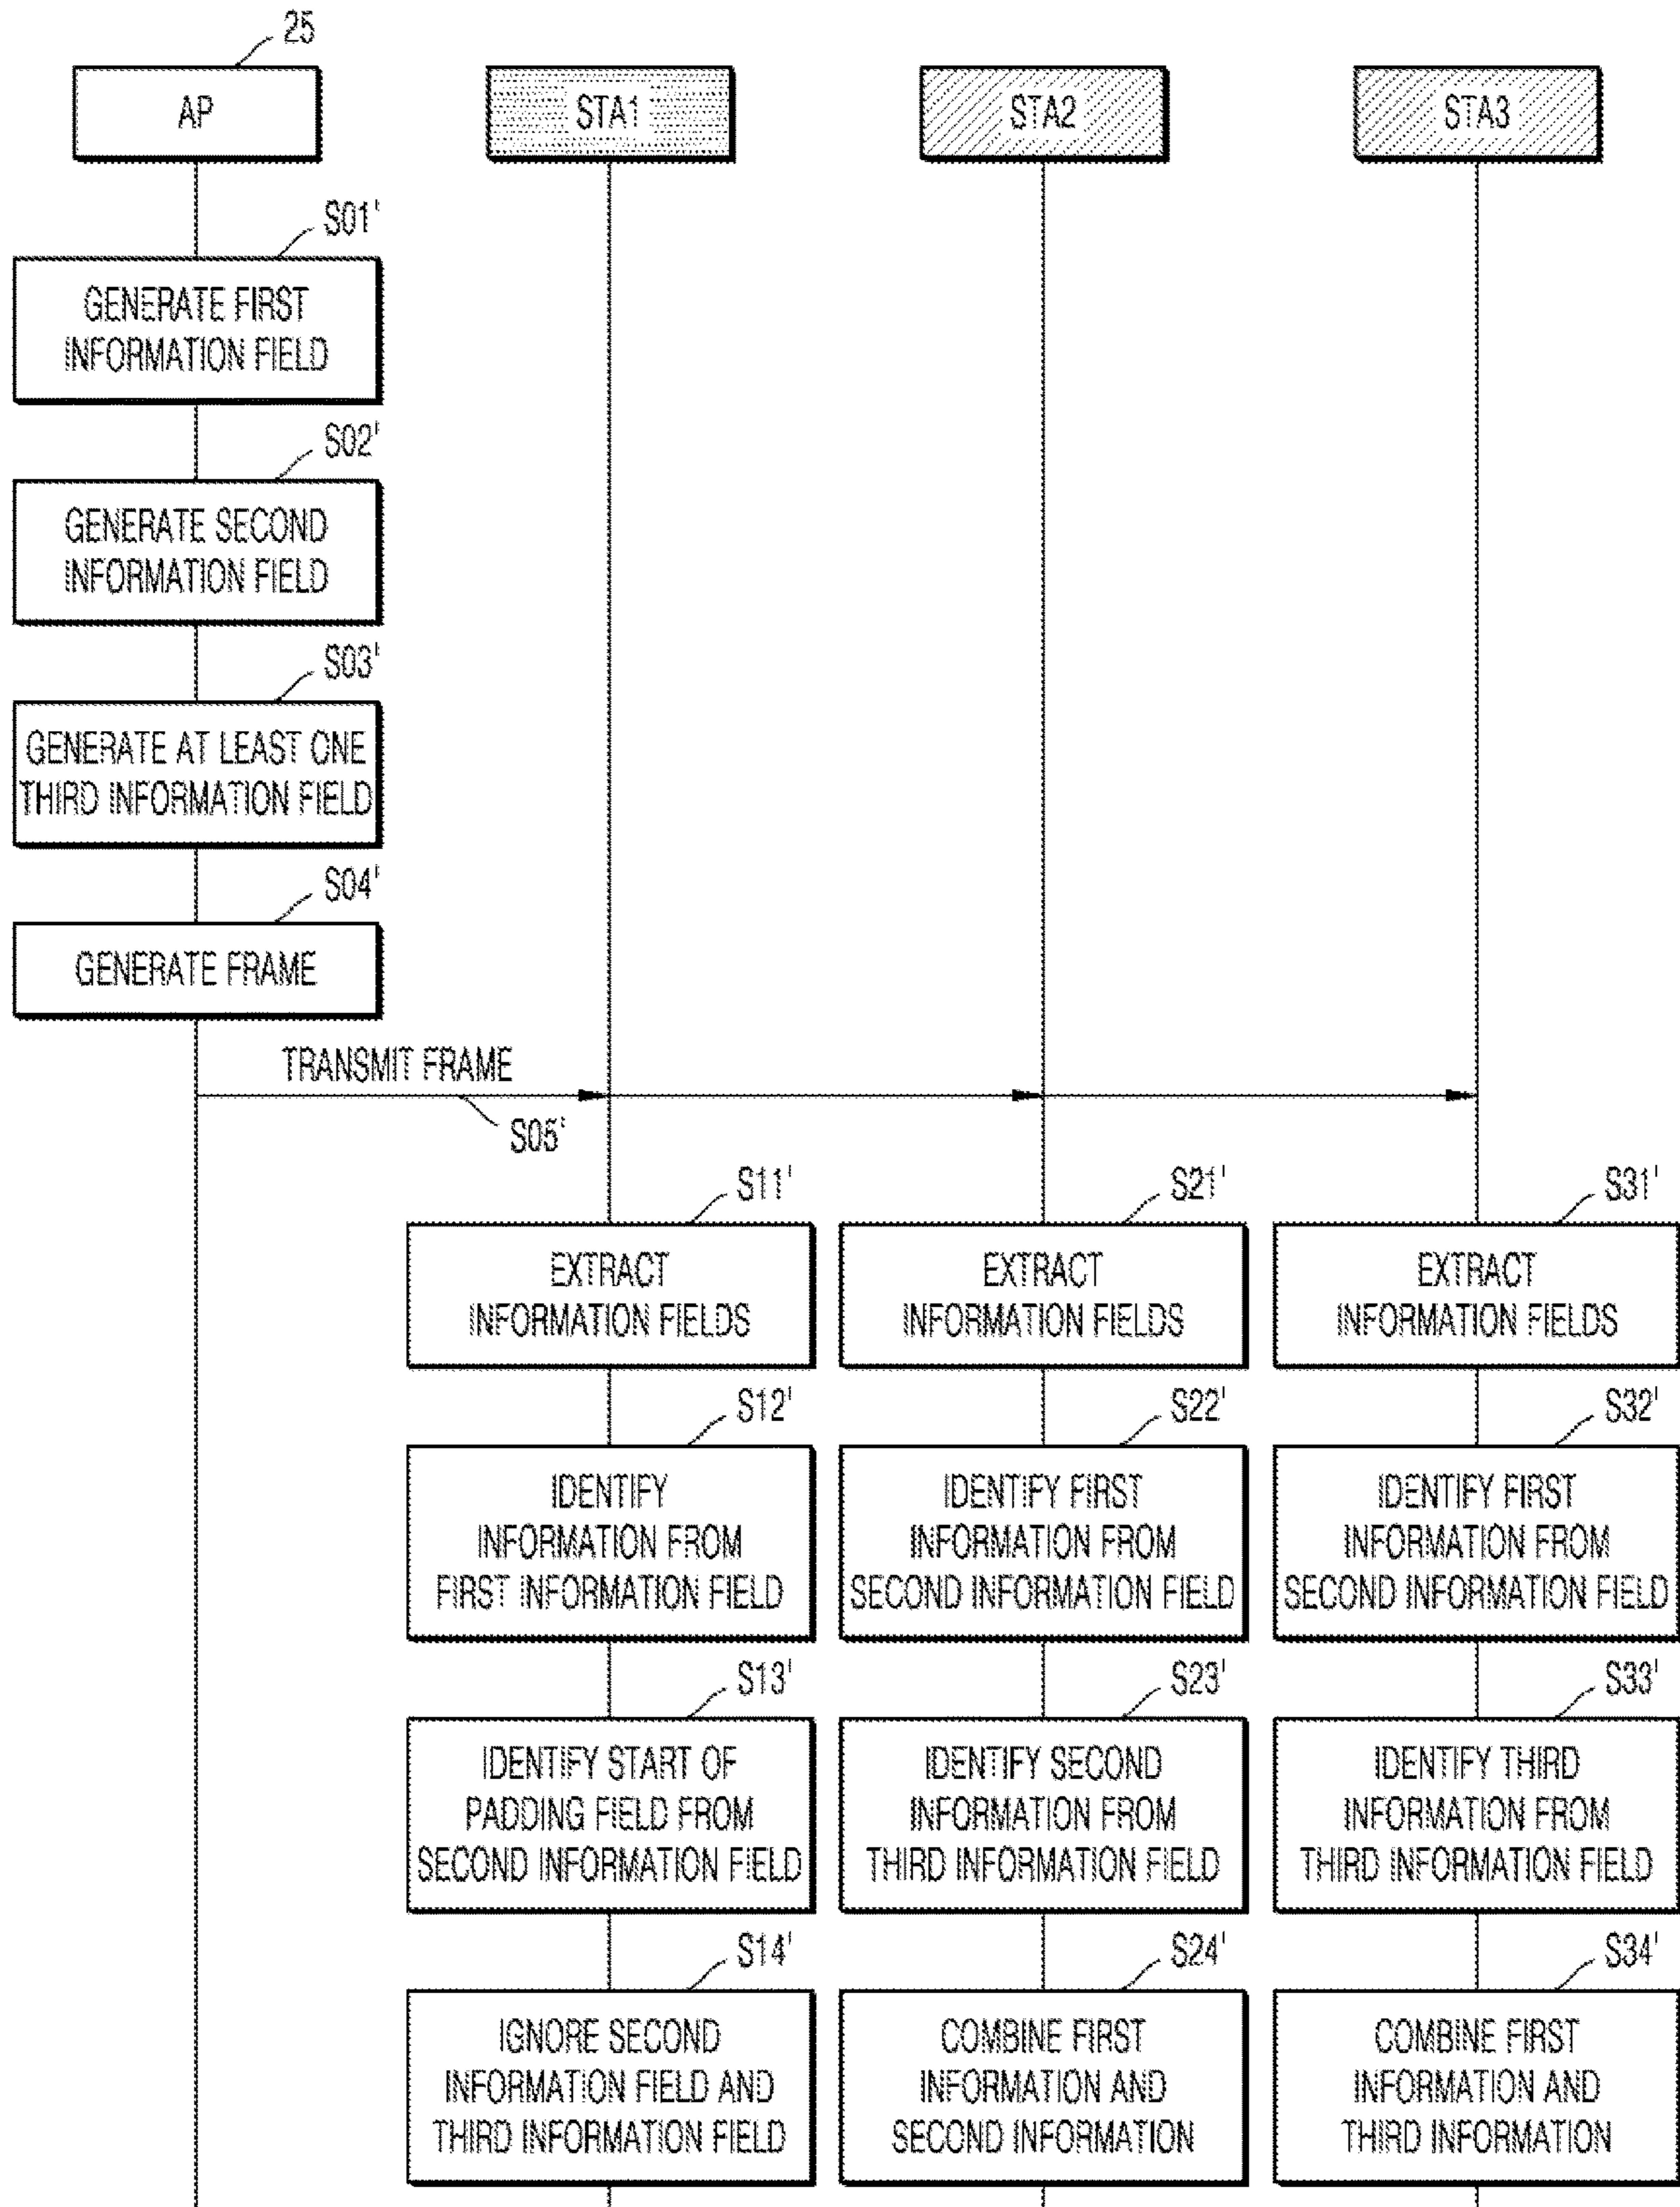 25
AP
STA1
STA2
STA3
S01'
GENERATE FIRST
INFORMATION FIELD
S02'
GENERATE SECOND
INFORMATION FIELD
S03'
GENERATE AT LEAST ONE
THIRD INFORMATION FIELD
S04'
GENERATE FRAME
TRANSMIT FRAME
S05'
S11'
EXTRACT
INFORMATION FIELDS
S21'
EXTRACT
INFORMATION FIELDS
S31'
EXTRACT
INFORMATION FIELDS
S12'
IDENTIFY
INFORMATION FROM
FIRST INFORMATION FIELD
S22'
IDENTIFY FIRST
INFORMATION FROM
SECOND INFORMATION FIELD
S32'
IDENTIFY FIRST
INFORMATION FROM
SECOND INFORMATION FIELD
S13'
IDENTIFY START OF
PADDING FIELD FROM
SECOND INFORMATION FIELD
S23'
IDENTIFY SECOND
INFORMATION FROM
THIRD INFORMATION FIELD
S33'
IDENTIFY THIRD
INFORMATION FROM
THIRD INFORMATION FIELD
S14'
IGNORE SECOND
INFORMATION FIELD AND
THIRD INFORMATION FIELD
S24'
COMBINE FIRST
INFORMATION AND
SECOND INFORMATION
S34'
COMBINE FIRST
INFORMATION AND
THIRD INFORMATION